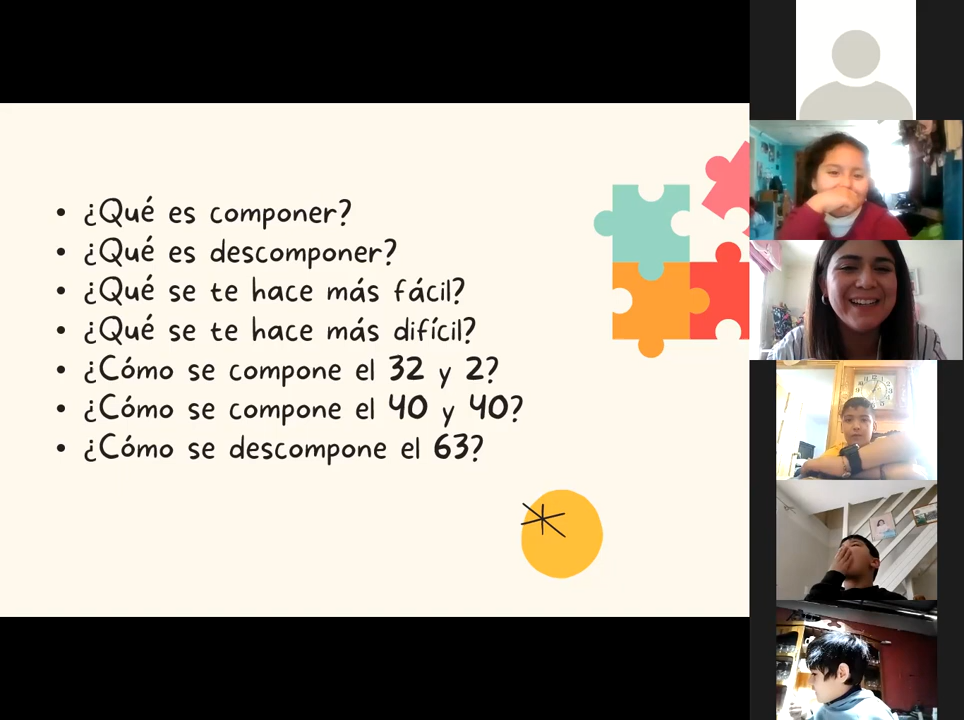 • ¿Qué es componer?
• ¿Qué es descomponer?
• ¿Qué se te hace más fácil?
• ¿Qué se te hace más difícil?
• ¿Cómo se compone el 32 y 2?
• ¿Cómo se compone el 40 y 40?
• ¿Cómo se descompone el 63?